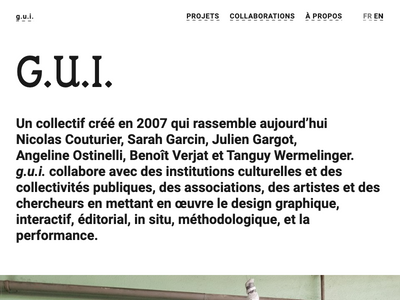 g.u.i.
PROJETS COLLABORATIONS À PROPOS FR EN
G.U.I.
Un collectif créé en 2007 qui rassemble aujourd’hui
Nicolas Couturier, Sarah Garcin, Julien Gargot,
Angeline Ostinelli, Benoît Verjat et Tanguy Wermelinger.
g.u.i. collabore avec des institutions culturelles et des
collectivités publiques, des associations, des artistes et des
chercheurs en mettant en œuvre le design graphique,
interactif, éditorial, in situ, méthodologique, et la
performance.